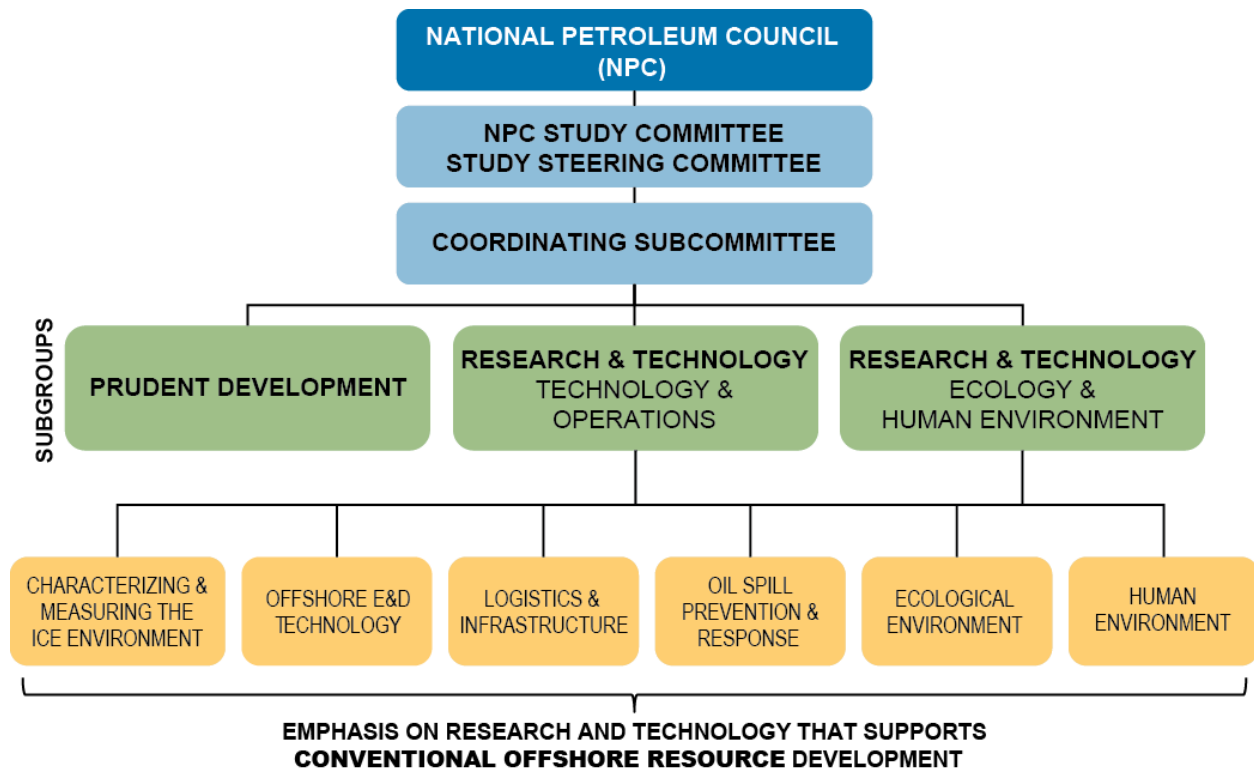 NATIONAL PETROLEUM COUNCIL
(NPC)
NPC STUDY COMMITTEE
STUDY STEERING COMMITTEE
COORDINATING SUBCOMMITTEE
SUBGROUPS
PRUDENT DEVELOPMENT
RESEARCH & TECHNOLOGY
TECHNOLOGY &
OPERATIONS
RESEARCH & TECHNOLOGY
ECOLOGY &
HUMAN ENVIRONMENT
CHARACTERIZING &
MEASURING THE
ICE ENVIRONMENT
OFFSHORE E&D
TECHNOLOGY
LOGISTICS &
INFRASTRUCTURE
OIL SPILL
PREVENTION &
RESPONSE
ECOLOGICAL
ENVIRONMENT
HUMAN
ENVIRONMENT
EMPHASIS ON RESEARCH AND TECHNOLOGY THAT SUPPORTS
CONVENTIONAL OFFSHORE RESOURCE DEVELOPMENT